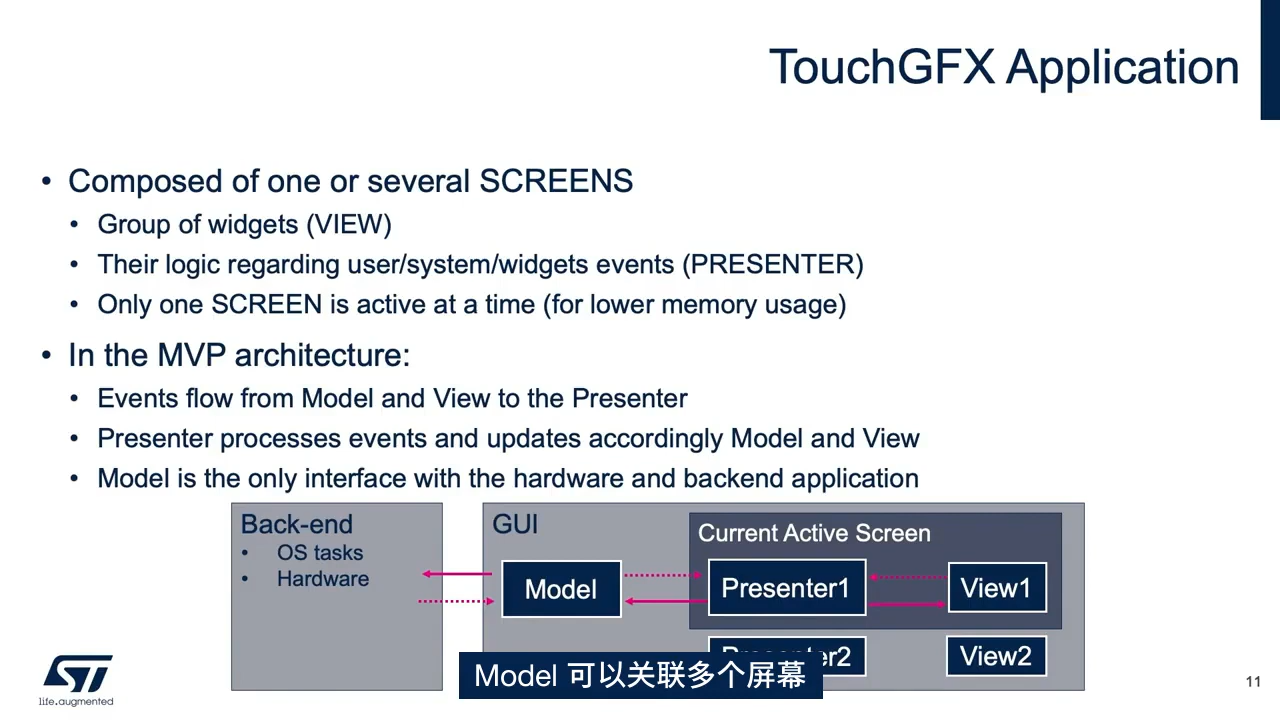 TouchGFX Application
• Composed of one or several SCREENS
• Group of widgets (VIEW)
• Their logic regarding user/system/widgets events (PRESENTER)
• Only one SCREEN is active at a time (for lower memory usage)
• In the MVP architecture:
• Events flow from Model and View to the Presenter
• Presenter processes events and updates accordingly Model and View
• Model is the only interface with the hardware and backend application
Back-end
• OS tasks
• Hardware
GUI
Current Active Screen
Model
Presenter1
View1
View2
Model 可以关联多个屏幕
ST
life.augmented
11